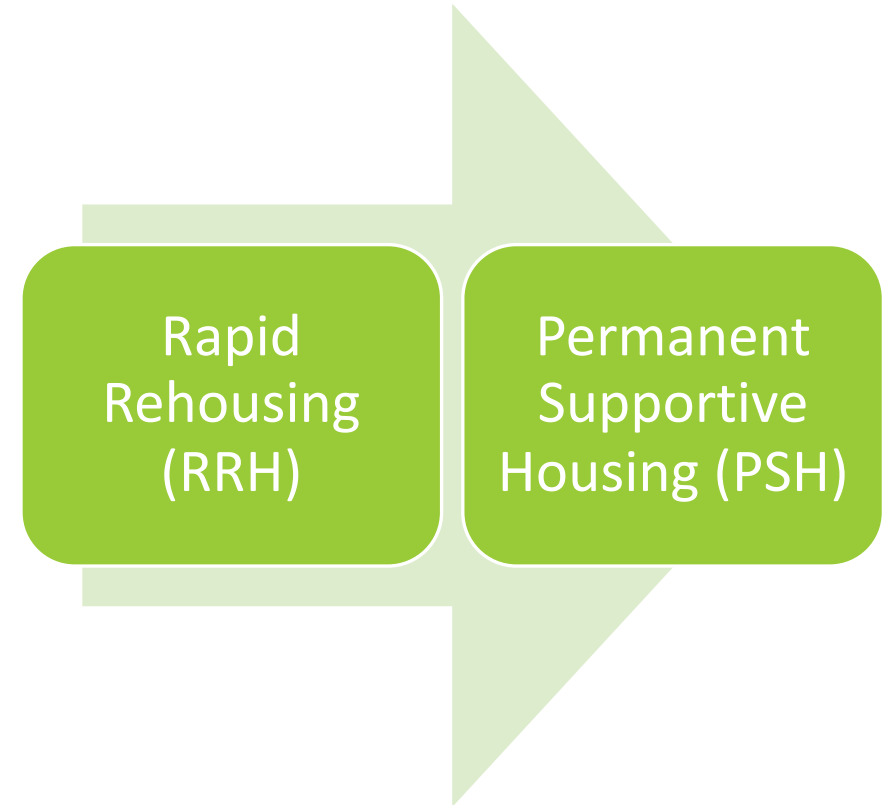 Rapid
Rehousing
(RRH)
Permanent
Supportive
Housing (PSH)